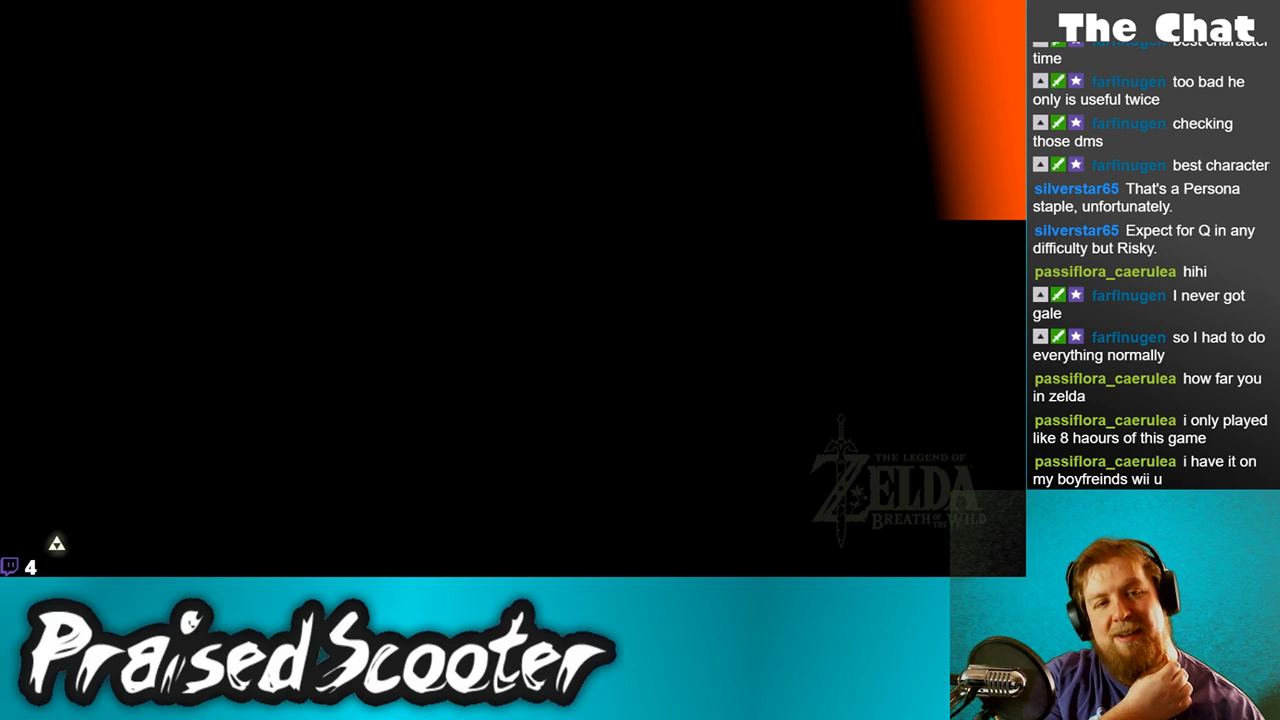 The Chat
farfinugen best character
time
farfinugen too bad he
only is useful twice
farfinugen checking
those dms
farfinugen best character
silverstar65 That's a Persona
staple, unfortunately.
silverstar65 Expect for Q in any
difficulty but Risky.
passiflora_caerulea hihi
farfinugen I never got
gale
farfinugen so I had to do
everything normally
passiflora_caerulea how far you
in zelda
passiflora_caerulea i only played
like 8 haours of this game
passiflora_caerulea i have it on
my boyfreinds wii u
THE LEGEND OF
ZELDA
BREATH OF THE WILD
4
PraisedScooter